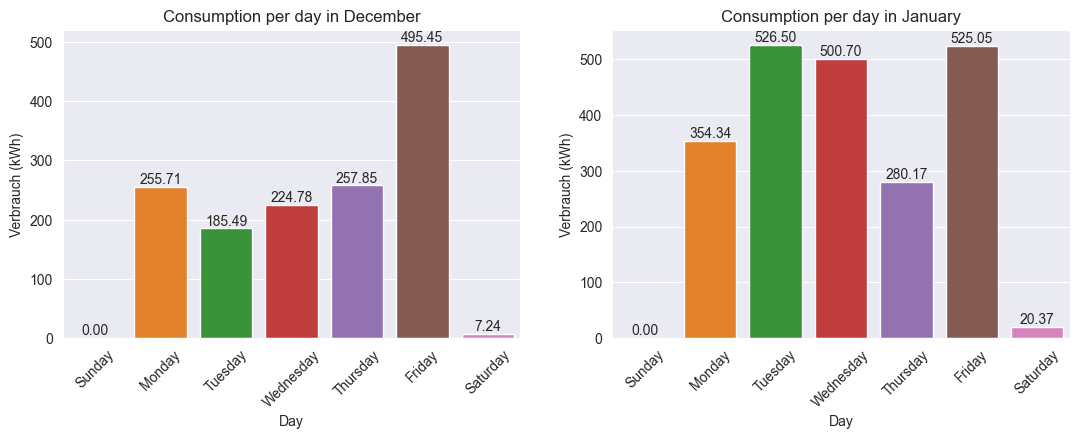 Consumption per day in December
500
400
300
200
100
0
Verbrauch (kWh)
0.00
255.71
185.49
224.78
257.85
495.45
7.24
Sunday
Monday
Tuesday
Wednesday
Thursday
Friday
Saturday
Day
Consumption per day in January
500
400
300
200
100
0
Verbrauch (kWh)
0.00
354.34
526.50
500.70
280.17
525.05
20.37
Sunday
Monday
Tuesday
Wednesday
Thursday
Friday
Saturday
Day